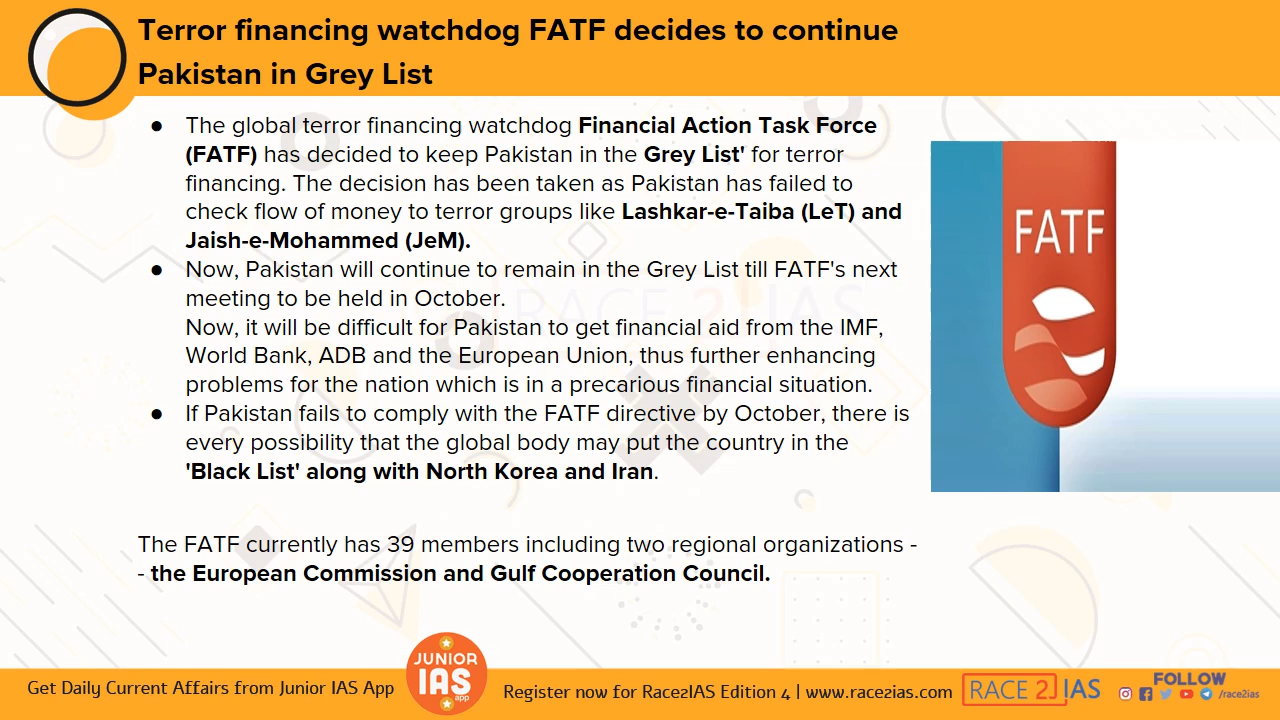 Terror financing watchdog FATF decides to continue
Pakistan in Grey List
● The global terror financing watchdog Financial Action Task Force
(FATF) has decided to keep Pakistan in the Grey List' for terror
financing. The decision has been taken as Pakistan has failed to
check flow of money to terror groups like Lashkar-e-Taiba (LeT) and
Jaish-e-Mohammed (JeM).
● Now, Pakistan will continue to remain in the Grey List till FATF's next
meeting to be held in October.
Now, it will be difficult for Pakistan to get financial aid from the IMF,
World Bank, ADB and the European Union, thus further enhancing
problems for the nation which is in a precarious financial situation.
● If Pakistan fails to comply with the FATF directive by October, there is
every possibility that the global body may put the country in the
'Black List' along with North Korea and Iran.
FATF
RACE 2 IAS
The FATF currently has 39 members including two regional organizations -
- the European Commission and Gulf Cooperation Council.
Get Daily Current Affairs from Junior IAS App
JUNIOR
IAS
app
Register now for Race2IAS Edition 4 | www.race2ias.com
RACE 2 IAS
FOLLOW
/race2ias